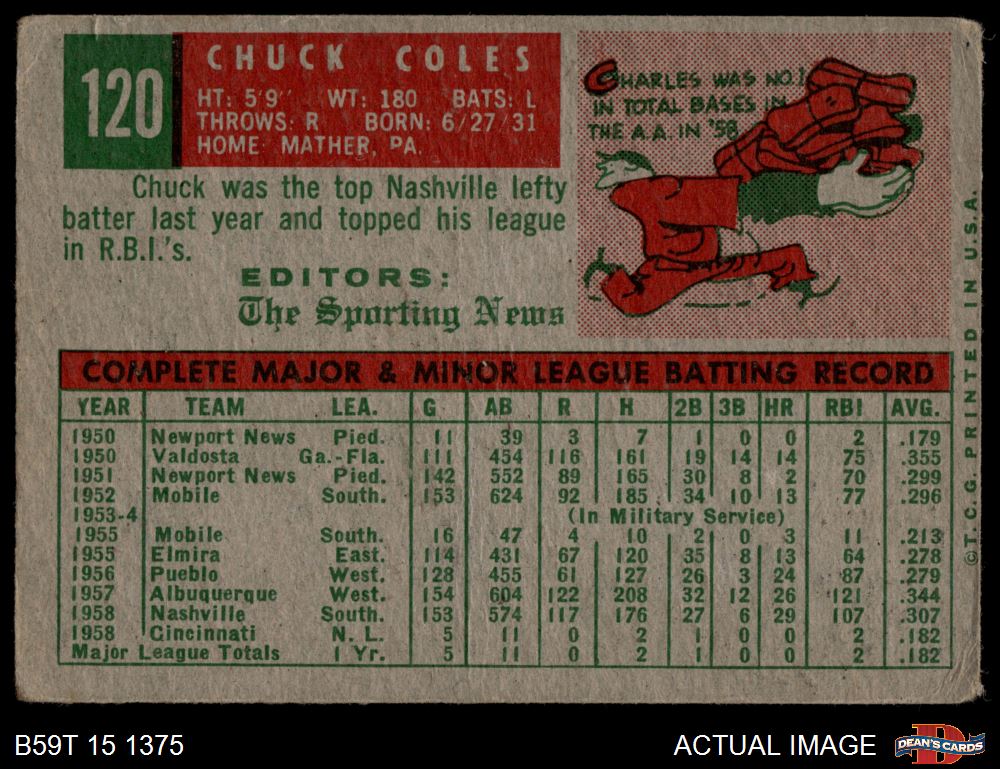 120
CHUCK COLES
HT: 5'9" WT: 180 BATS: L
THROWS: R BORN: 6/27/31
HOME MATHER, PA.
CHARLES WAS NO.1
IN TOTAL BASES IN
THE A.A. IN '58
Chuck was the top Nashville lefty
batter last year and topped his league
in R.B.I.'s.
EDITORS:
The Sporting News
COMPLETE MAJOR & MINOR LEAGUE BATTING RECORD
YEAR TEAM LEA. G AB R H 2B 3B HR RBI AVG.
1950 Newport News Pied. 11 39 3 7 1 0 0 2 .179
1950 Valdosta Ga.-Fla. 111 454 116 161 19 14 14 75 .355
1951 Newport News Pied. 142 552 89 165 30 8 2 70 .299
1952 Mobile South. 153 624 92 185 34 10 13 77 .296
1953-4 (In Military Service)
1955 Mobile South. 16 47 4 10 2 0 3 11 .213
1955 Elmira East. 114 431 67 120 35 8 13 64 .278
1956 Pueblo West. 128 455 61 127 26 3 24 87 .279
1957 Albuquerque West. 154 604 122 208 32 12 26 121 .344
1958 Nashville South. 153 574 117 176 27 6 29 107 .307
1958 Cincinnati N. L. 5 11 0 2 1 0 0 2 .182
Major League Totals 1 Yr. 5 11 0 2 1 0 0 2 .182
©T.C.G. PRINTED IN U.S.A.
B59T 15 1375
ACTUAL IMAGE
DEAN'S CARDS